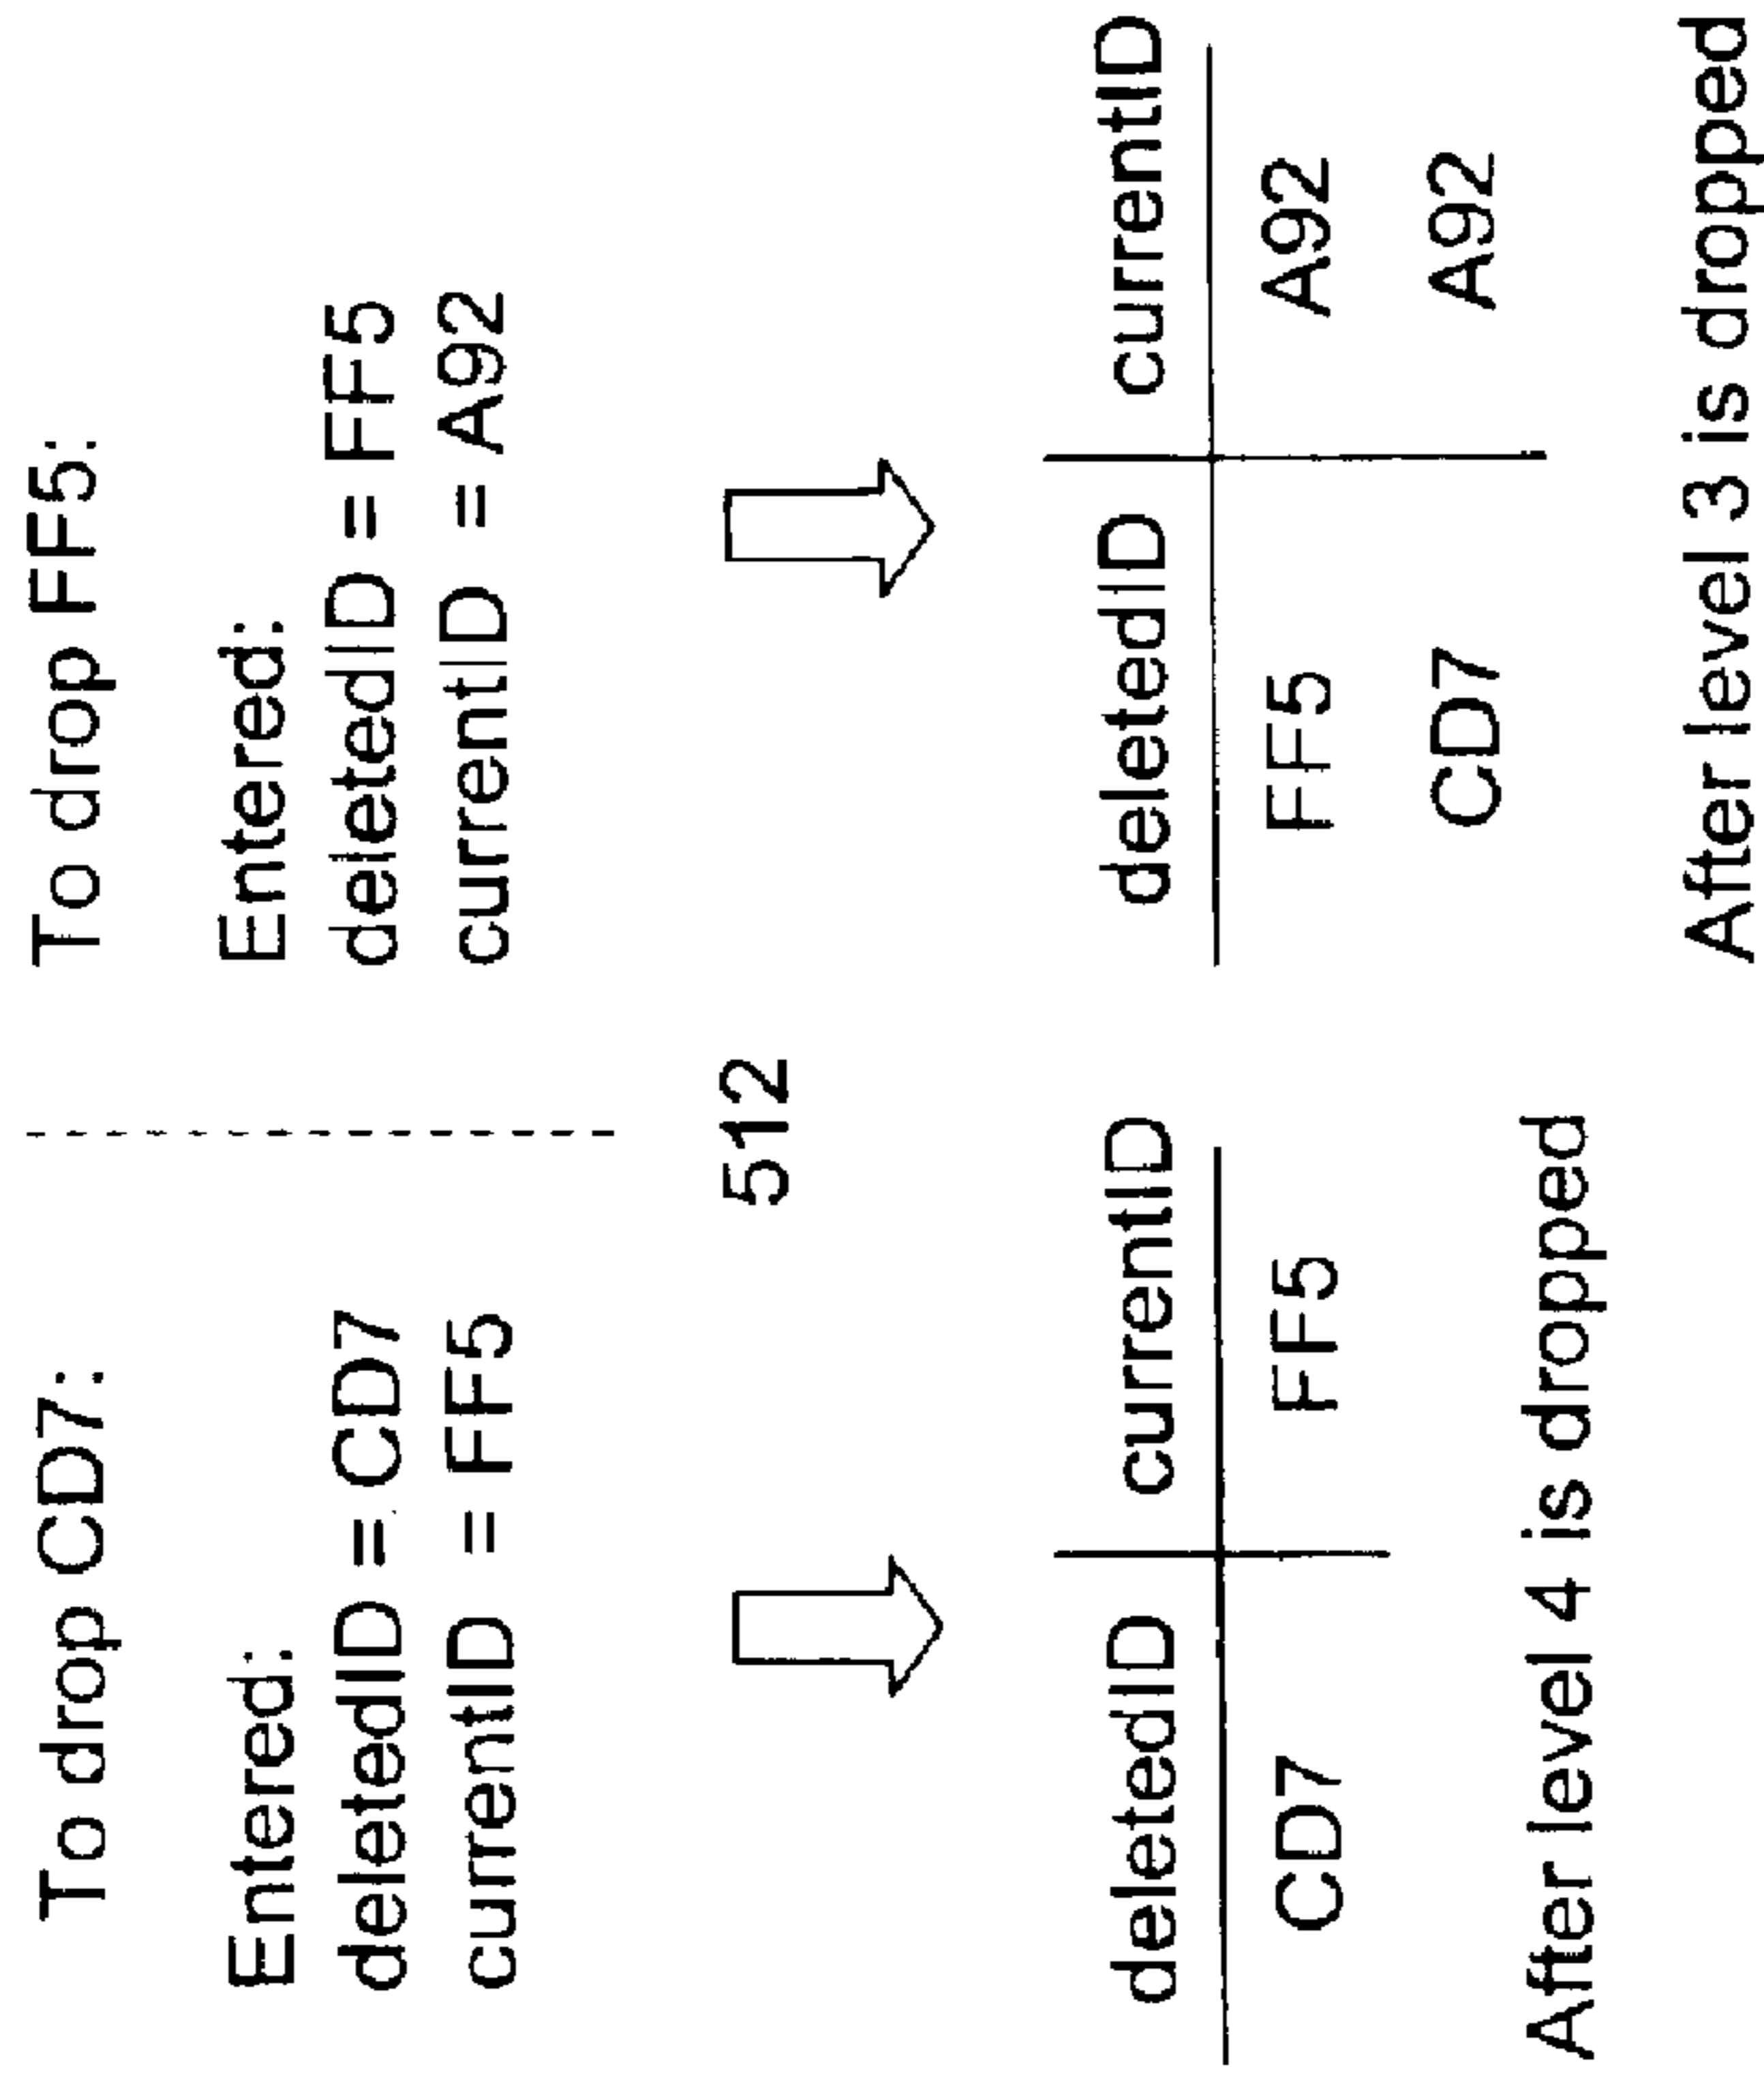 To drop CD7:
Entered:
deletedID = CD7
currentID = FF5
deletedID currentID
CD7 FF5
After level 4 is dropped
512
To drop FF5:
Entered:
deletedID = FF5
currentID = A92
deletedID currentID
FF5 A92
CD7 A92
After level 3 is dropped